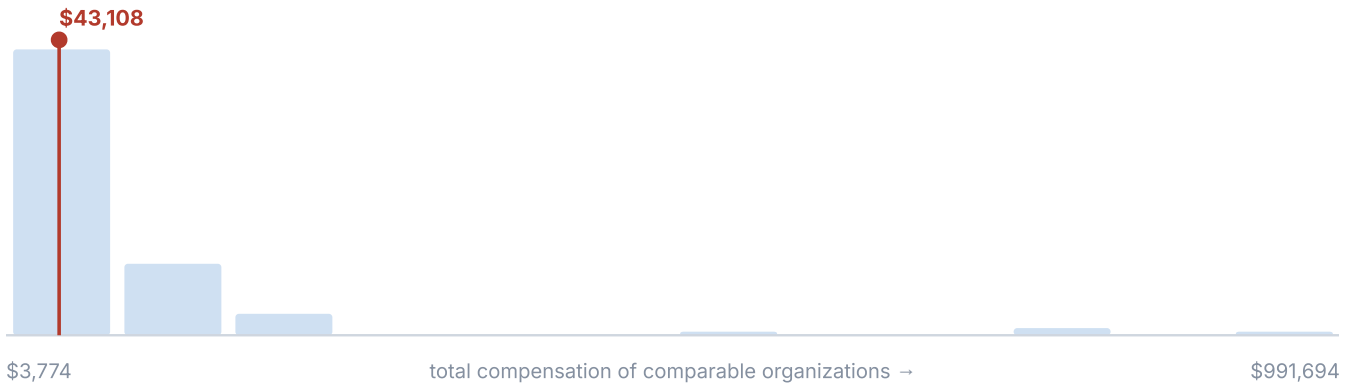 $43,108
$3,774 total compensation of comparable organizations → $991,694